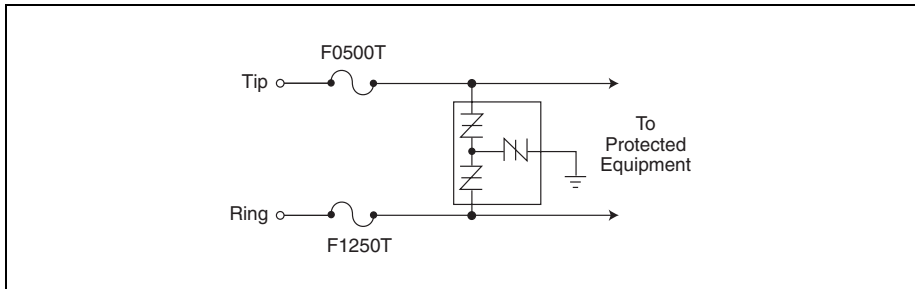 F0500T
Tip
To
Protected
Equipment
Ring
F1250T